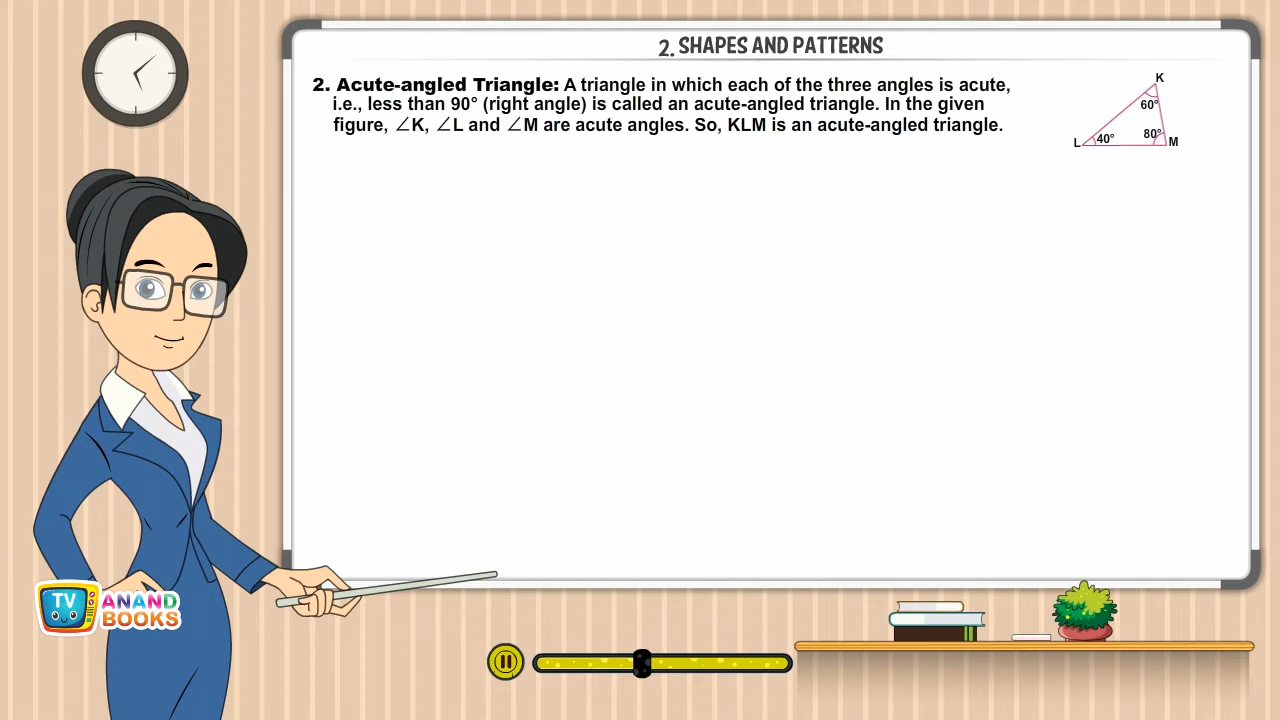 2. SHAPES AND PATTERNS
2. Acute-angled Triangle: A triangle in which each of the three angles is acute,
i.e., less than 90° (right angle) is called an acute-angled triangle. In the given
figure, ∠K, ∠L and ∠M are acute angles. So, KLM is an acute-angled triangle.
K
60°
80°
L 40° M
TV ANAND
BOOKS